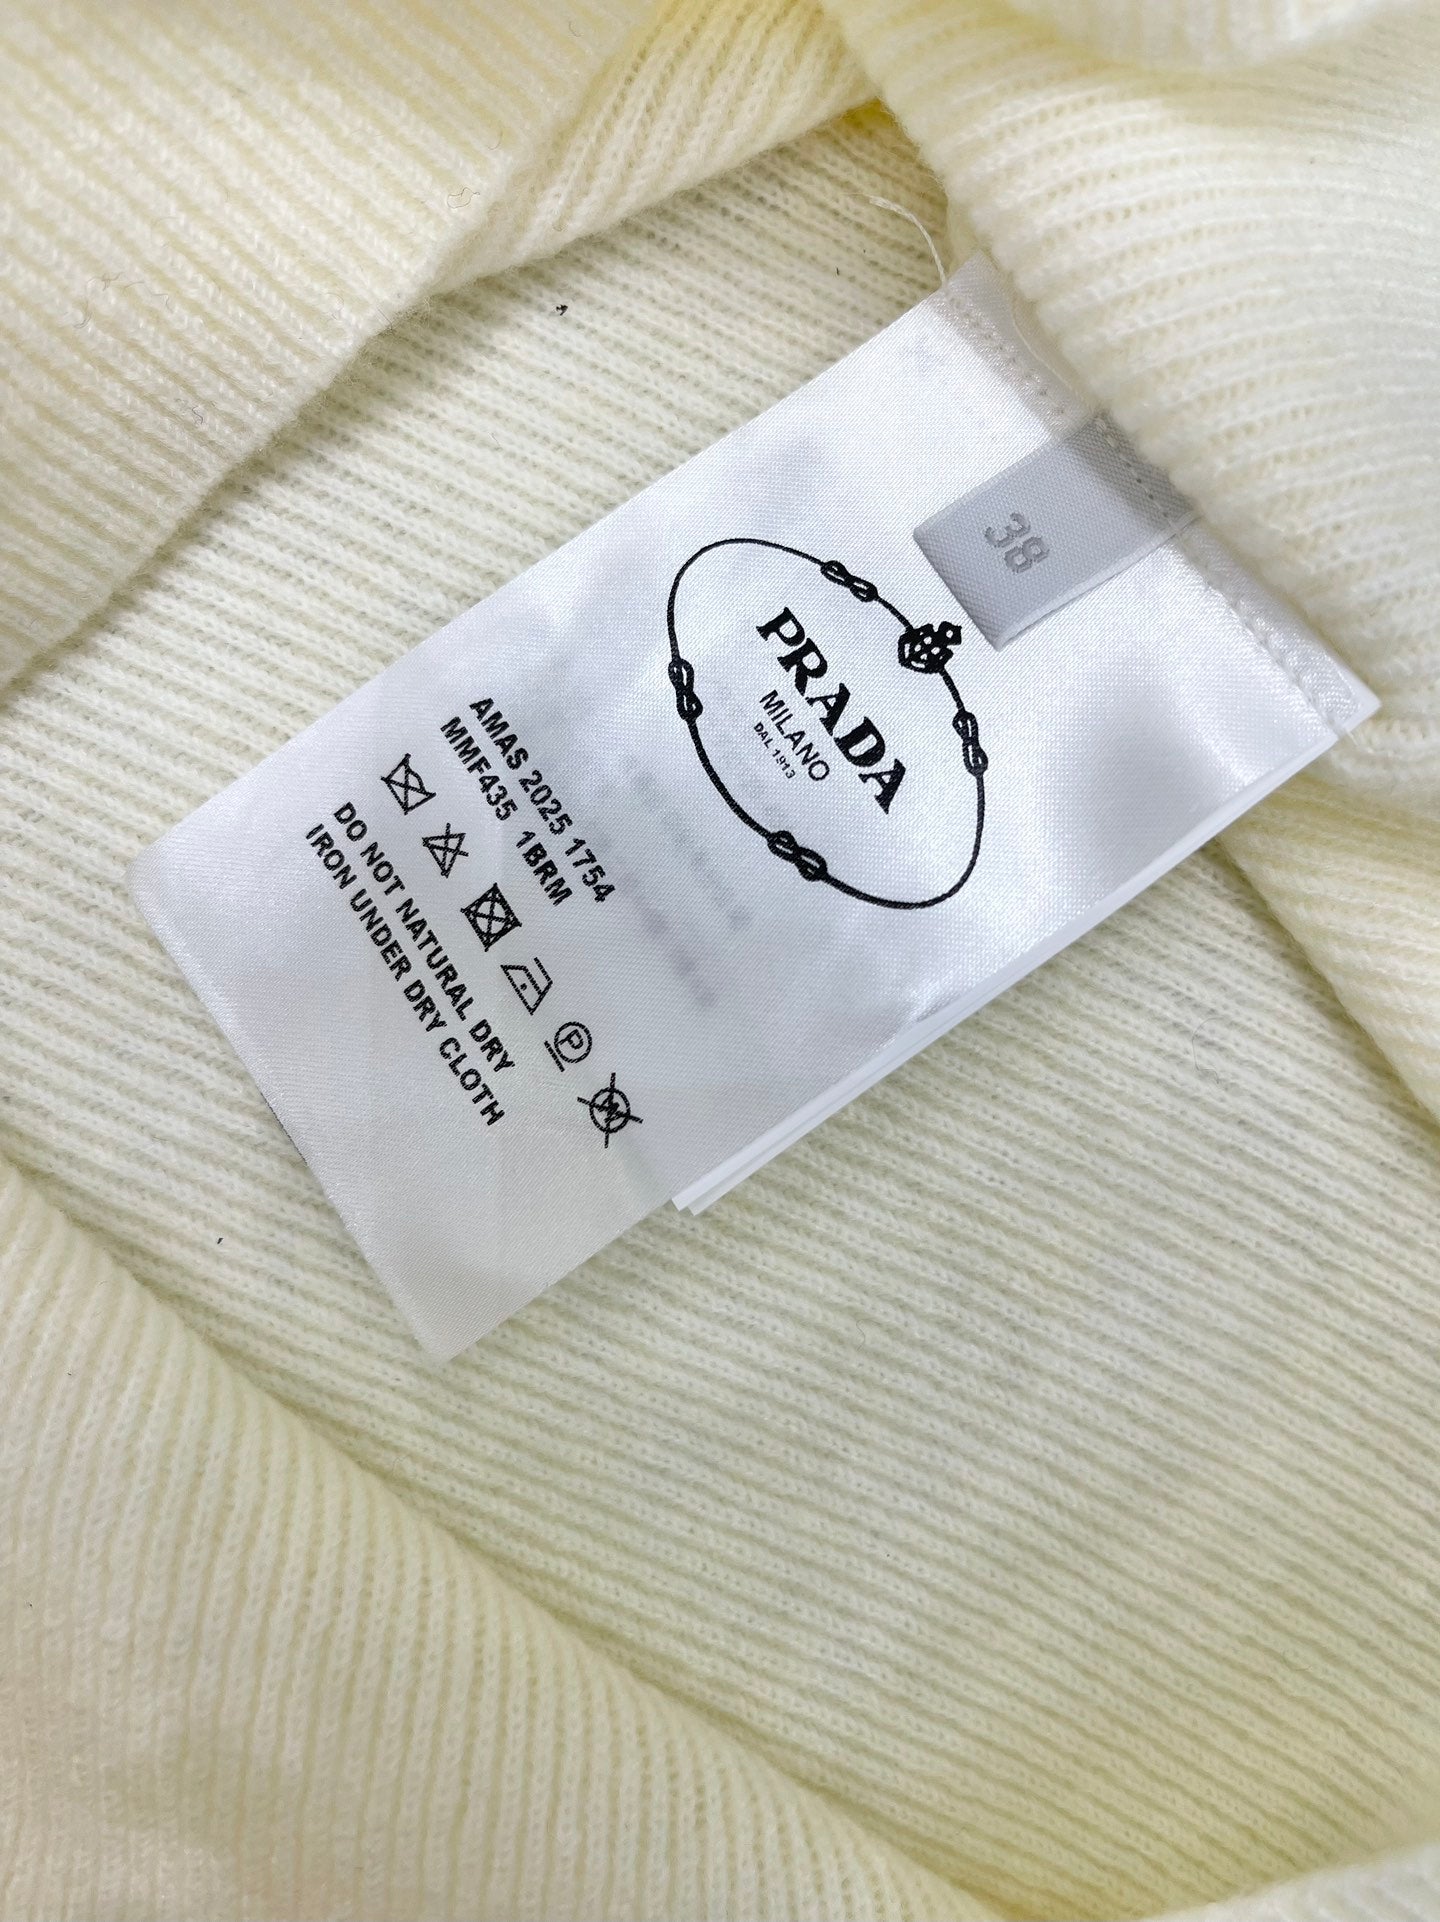 38
PRADA
MILANO
DAL 1913
AMAS 2025 1754
MMF435 1BRM
P
W
DO NOT NATURAL DRY
IRON UNDER DRY CLOTH